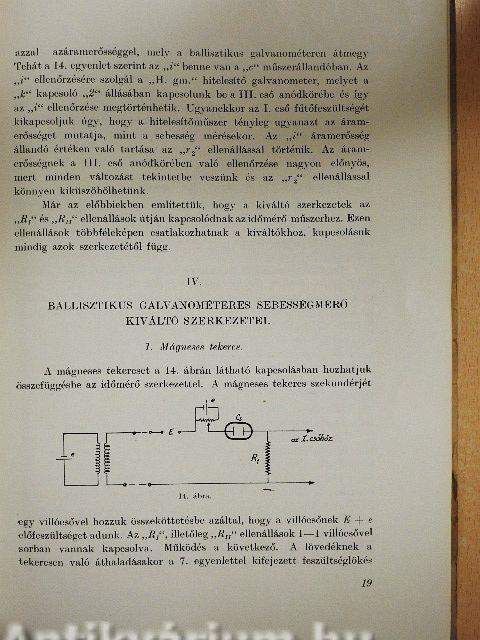 azzal azáramerősséggel, mely a ballisztikus galvanométeren átmegy
Tehát a 14. egyenlet szerint az „i“ benne van a „c“ műszerállandóban. Az
„i“ ellenőrzésére szolgál a „H. gm.“ hitelesítő galvanometer, melyet a
„k“ kapcsoló „2“ állásában kapcsolunk be a III. cső anódkörébe és így
az „i“ ellenőrzése megtörténhetik. Ugyanekkor az I. cső fűtőfeszültségét
kikapcsoljuk úgy, hogy a hitelesítőműszer tényleg ugyanazt az áram-
erősséget mutatja, mint a sebesség mérésekor. Az „i“ áramerősség
állandó értéken való tartása az „r₂“ ellenállással történik. Az áram-
erősségnek a III. cső anódkörében való ellenőrzése nagyon előnyös,
mert minden változást tekintetbe veszünk és az „r₂“ ellenállással
könnyen kiküszöbölhetünk.
Már az előbbiekben említettük, hogy a kiváltó szerkezetek az
„R_I“ és „R_II“ ellenállások útján kapcsolódnak az időmérő műszerhez. Ezen
ellenállások többféleképen csatlakozhatnak a kiváltókhoz, kapcsolásuk
mindig azok szerkezetétől függ.
IV.
BALLISZTIKUS GALVANOMÉTERES SEBESSÉGMÉRŐ
KIVÁLTÓ SZERKEZETEI.
1. Mágneses tekercs.
A mágneses tekercset a 14. ábrán látható kapcsolásban hozhatjuk
összefüggésbe az időmérő szerkezettel. A mágneses tekercs szekundérjét
e
E
e
R₁
az I. csőhöz
14. ábra.
egy villócsővel hozzuk összeköttetésbe azáltal, hogy a villócsőnek E + e
előfeszültséget adunk. Az „R_I“, illetőleg „R_II“ ellenállások 1—1 villócsővel
sorban vannak kapcsolva. Működés a következő. A lövedéknek a
tekercsen való áthaladásakor a 7. egyenlettel kifejezett feszültséglökés
19
Antikvárium.hu